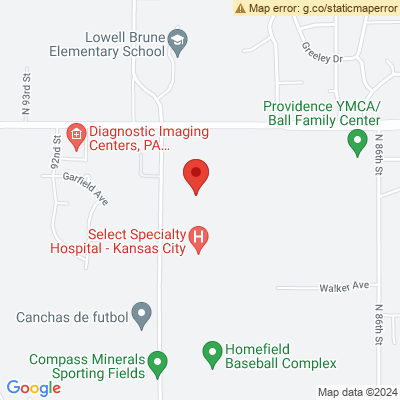 Map error: g.co/staticmaperror
Lowell Brune
Elementary School
Greeley Dr
N 93rd St
Providence YMCA/
Ball Family Center
Diagnostic Imaging
Centers, PA...
92nd St
N 86th St
Garfield Ave
Select Specialty
Hospital - Kansas City
H
Walker Ave
Canchas de futbol
N 86th St
Homefield
Baseball Complex
Compass Minerals
Sporting Fields
Google
Map data ©2024